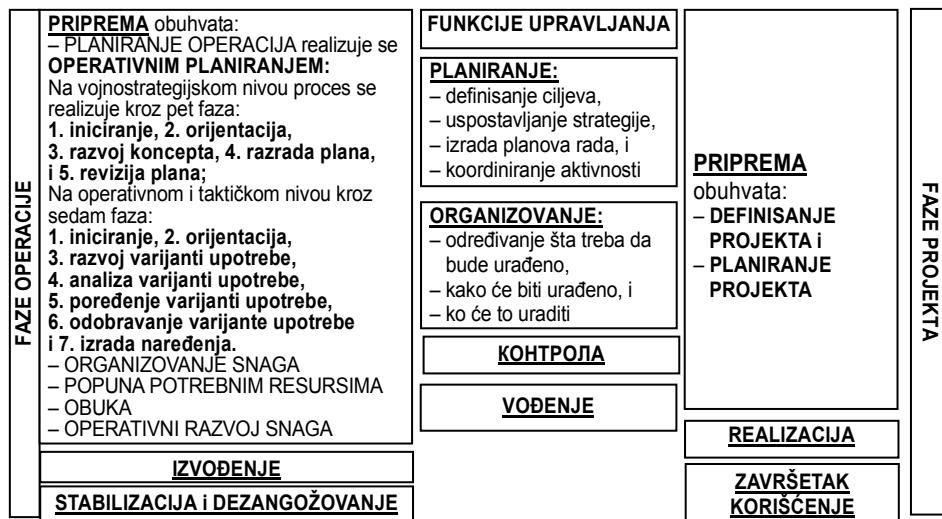 FAZE OPERACIJE
PRIPREMA obuhvata:
– PLANIRANJE OPERACIJA realizuje se
OPERATIVNIM PLANIRANJEM:
Na vojnostrategijskom nivou proces se
realizuje kroz pet faza:
1. iniciranje, 2. orijentacija,
3. razvoj koncepta, 4. razrada plana,
i 5. revizija plana;
Na operativnom i taktičkom nivou kroz
sedam faza:
1. iniciranje, 2. orijentacija,
3. razvoj varijanti upotrebe,
4. analiza varijanti upotrebe,
5. poređenje varijanti upotrebe,
6. odobravanje varijante upotrebe
i 7. izrada naređenja.
– ORGANIZOVANJE SNAGA
– POPUNA POTREBNIM RESURSIMA
– OBUKA
– OPERATIVNI RAZVOJ SNAGA
IZVOĐENJE
STABILIZACIJA i DEZANGOŽOVANJE
FUNKCIJE UPRAVLJANJA
PLANIRANJE:
– definisanje ciljeva,
– uspostavljanje strategije,
– izrada planova rada, i
– koordiniranje aktivnosti
ORGANIZOVANJE:
– određivanje šta treba da
bude urađeno,
– kako će biti urađeno, i
– ko će to uraditi
КОНТРОЛА
VOĐENJE
PRIPREMA
obuhvata:
– DEFINISANJE
PROJEKTA i
– PLANIRANJE
PROJEKTA
REALIZACIJA
ZAVRŠETAK
KORIŠĆENJE
FAZE PROJEKTA